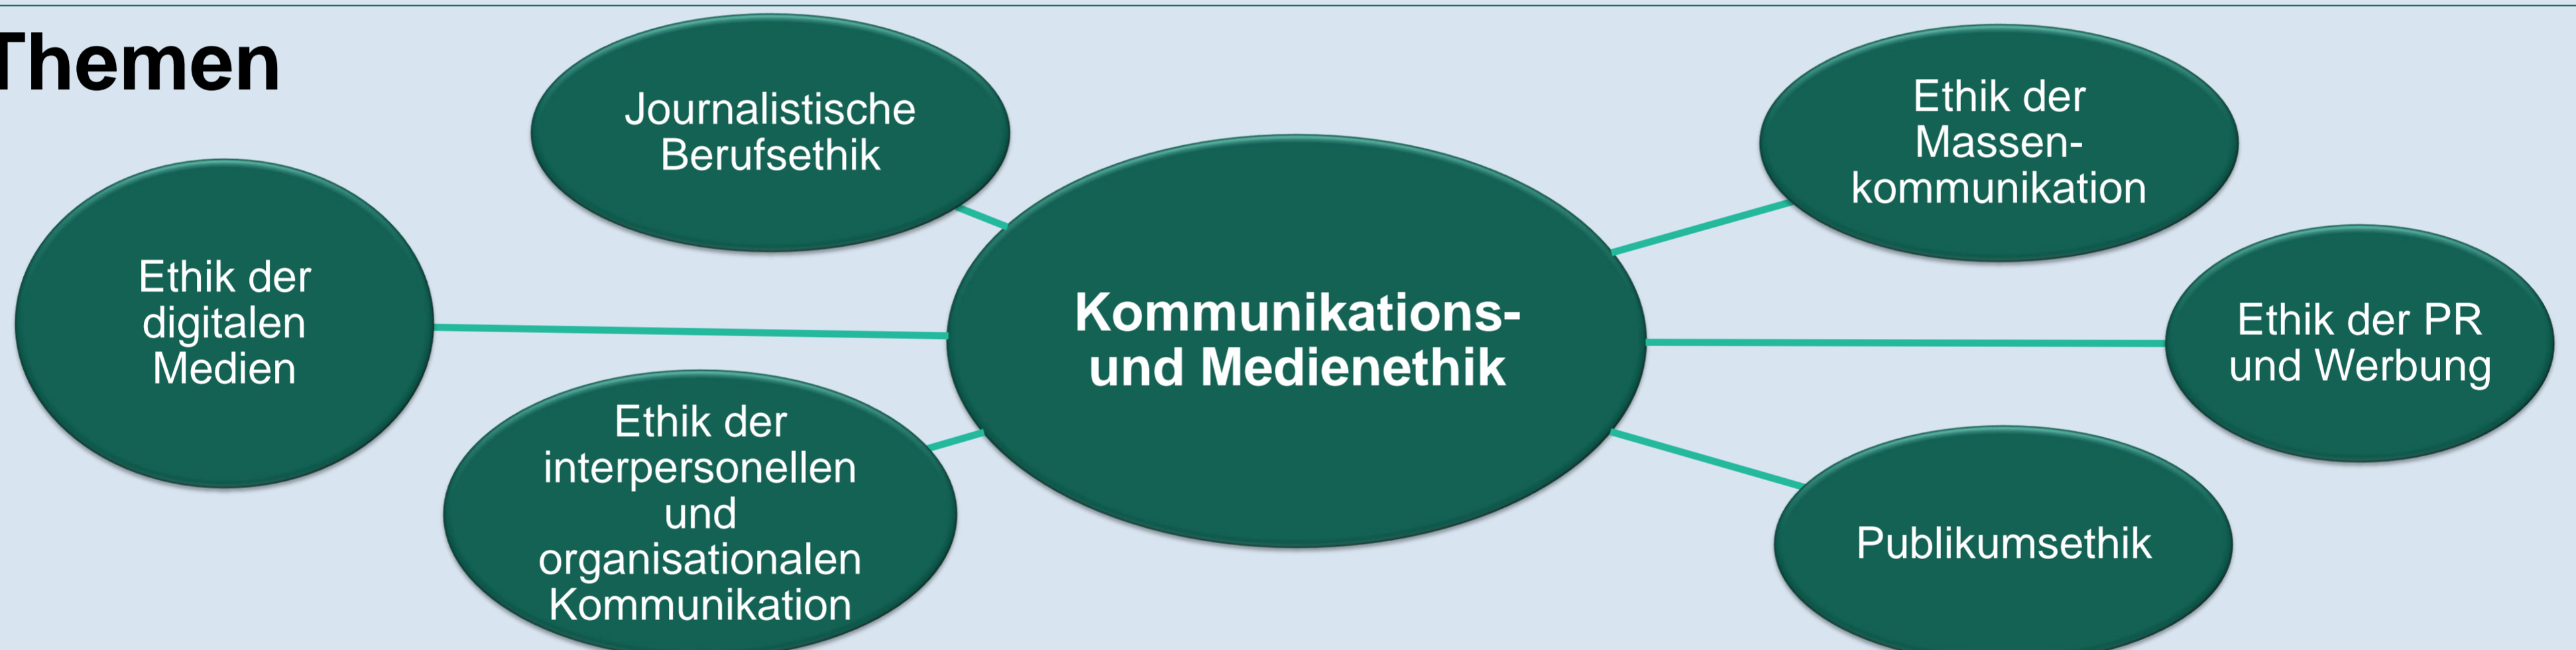 Themen
Journalistische
Berufsethik
Ethik der
Massen-
kommunikation
Ethik der
digitalen
Medien
Kommunikations-
und Medienethik
Ethik der PR
und Werbung
Ethik der
interpersonellen
und
organisationalen
Kommunikation
Publikumsethik